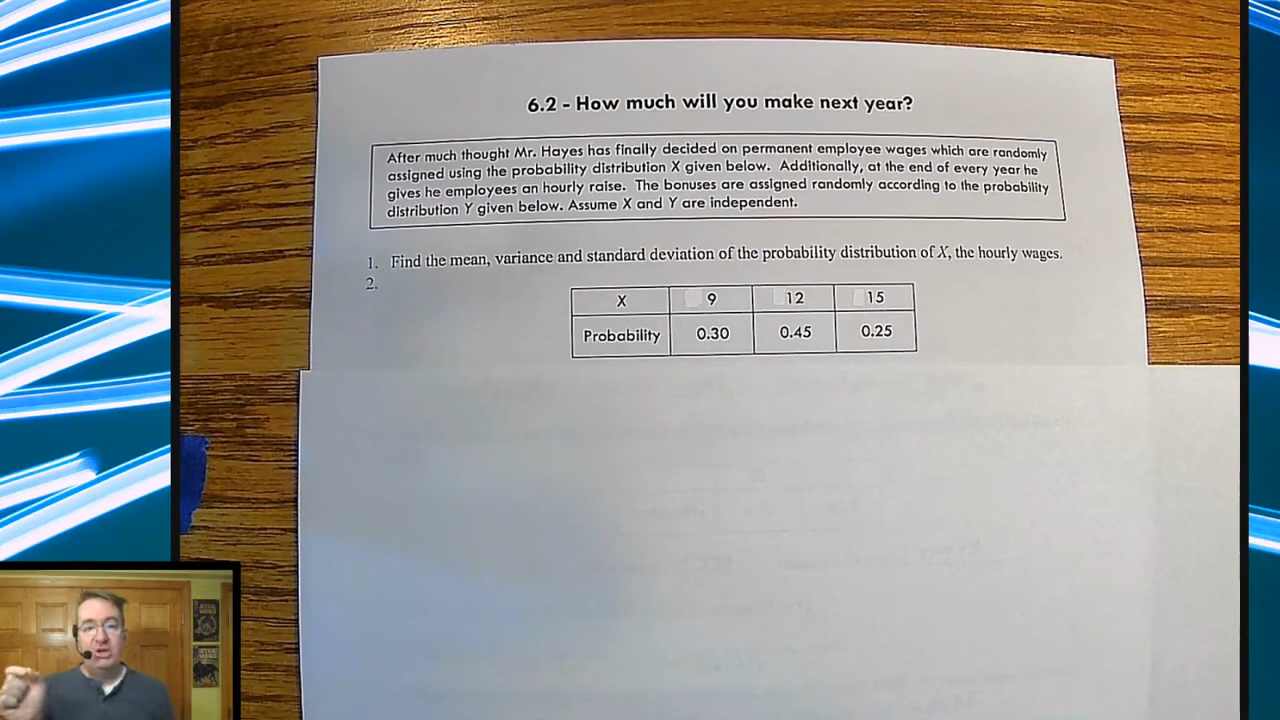 6.2 - How much will you make next year?
After much thought Mr. Hayes has finally decided on permanent employee wages which are randomly
assigned using the probability distribution X given below. Additionally, at the end of every year he
gives he employees an hourly raise. The bonuses are assigned randomly according to the probability
distribution Y given below. Assume X and Y are independent.
1. Find the mean, variance and standard deviation of the probability distribution of X, the hourly wages.
2.
X 9 12 15
Probability 0.30 0.45 0.25
STAR
WARS
STAR
WARS